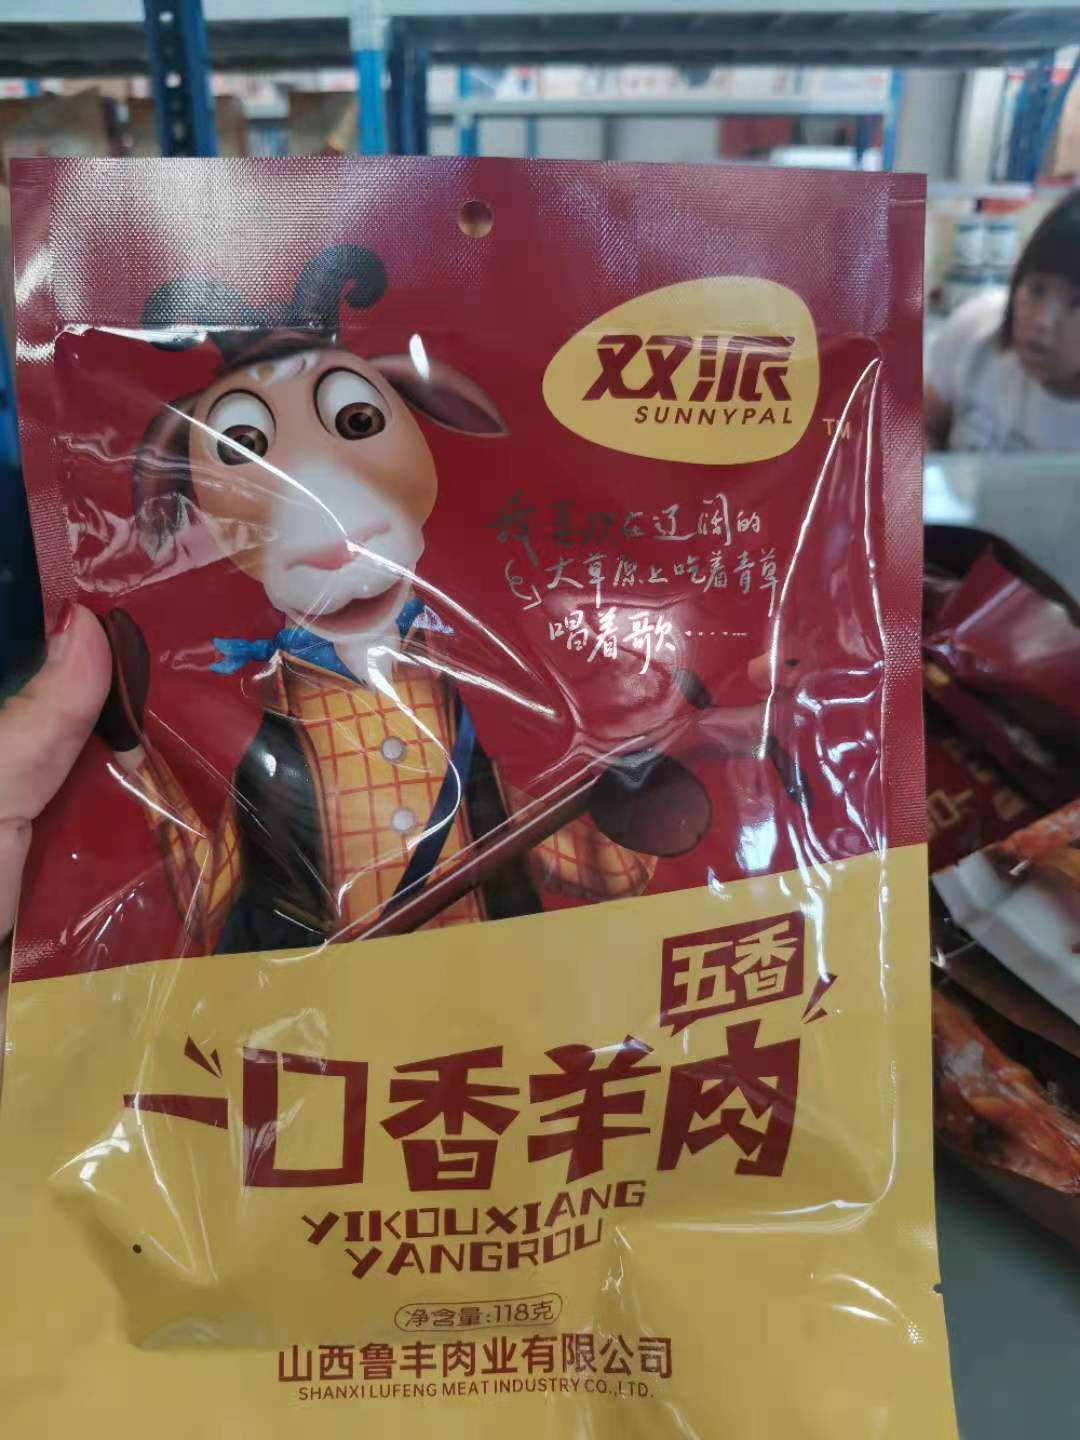 双派
SUNNYPAL
TM
我喜欢在辽阔的
大草原上吃着青草
唱着歌······
五香
一口香羊肉
YIKOUXIANG
YANGROU
净含量:118克
山西鲁丰肉业有限公司
SHANXI LUFENG MEAT INDUSTRY CO.,LTD.